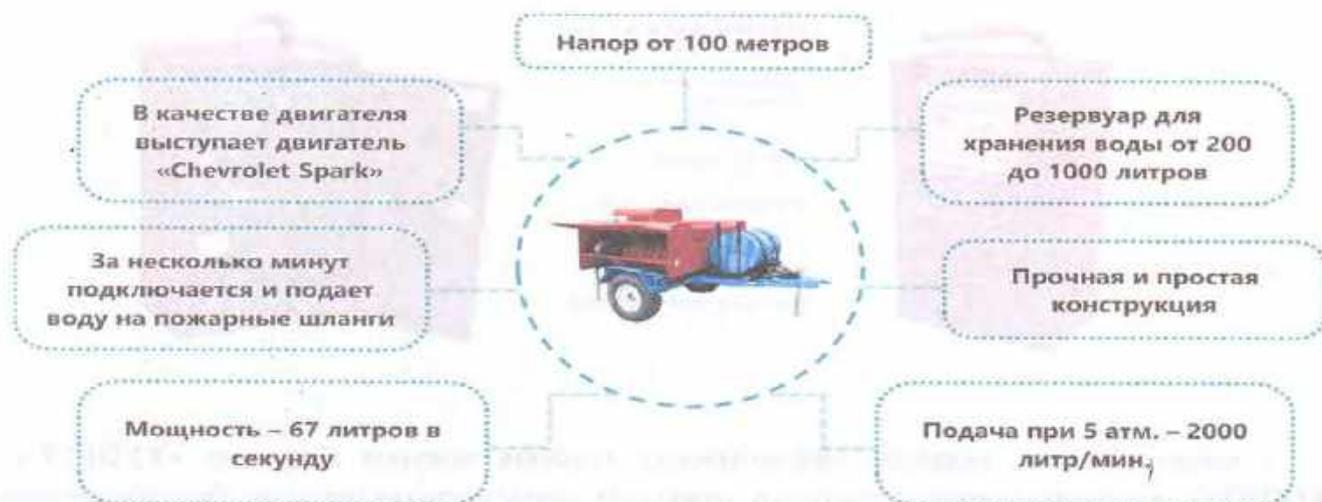 Напор от 100 метров
В качестве двигателя
выступает двигатель
«Chevrolet Spark»
Резервуар для
хранения воды от 200
до 1000 литров
За несколько минут
подключается и подает
воду на пожарные шланги
Прочная и простая
конструкция
Мощность – 67 литров в
секунду
Подача при 5 атм. – 2000
литр/мин.